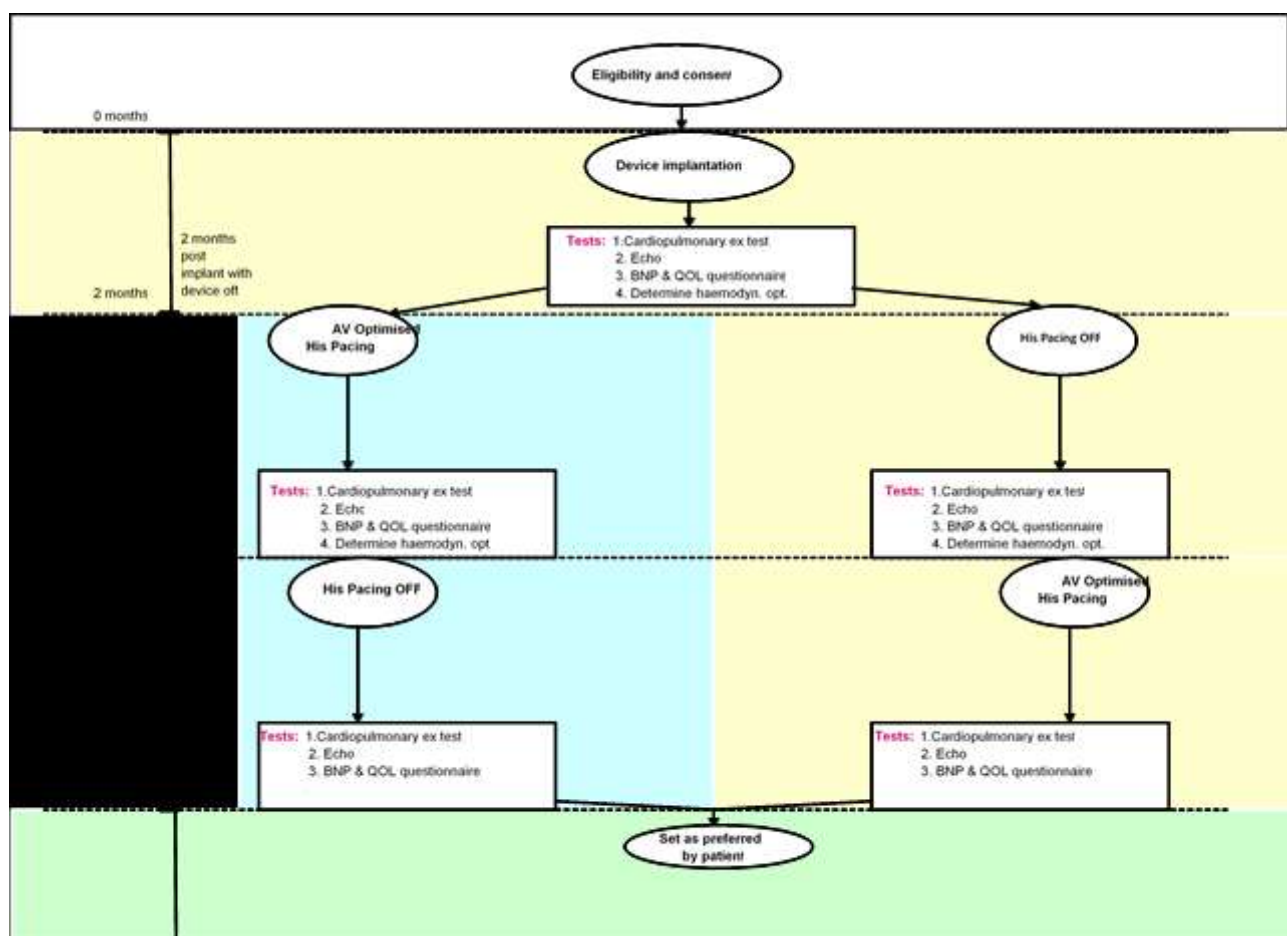 Eligibility and consent
0 months
Device implantation
2 months
post
implant with
device off
2 months
Tests: 1.Cardiopulmonary ex test
2. Echo
3. BNP & QOL questionnaire
4. Determine haemodyn. opt.
AV Optimised
His Pacing
His Pacing OFF
Tests: 1.Cardiopulmonary ex test
2. Echo
3. BNP & QOL questionnaire
4. Determine haemodyn. opt
Tests: 1.Cardiopulmonary ex test
2. Echo
3. BNP & QOL questionnaire
4. Determine haemodyn. opt.
His Pacing OFF
AV Optimised
His Pacing
Tests: 1.Cardiopulmonary ex test
2. Echo
3. BNP & QOL questionnaire
Tests: 1.Cardiopulmonary ex test
2. Echo
3. BNP & QOL questionnaire
Set as preferred
by patient